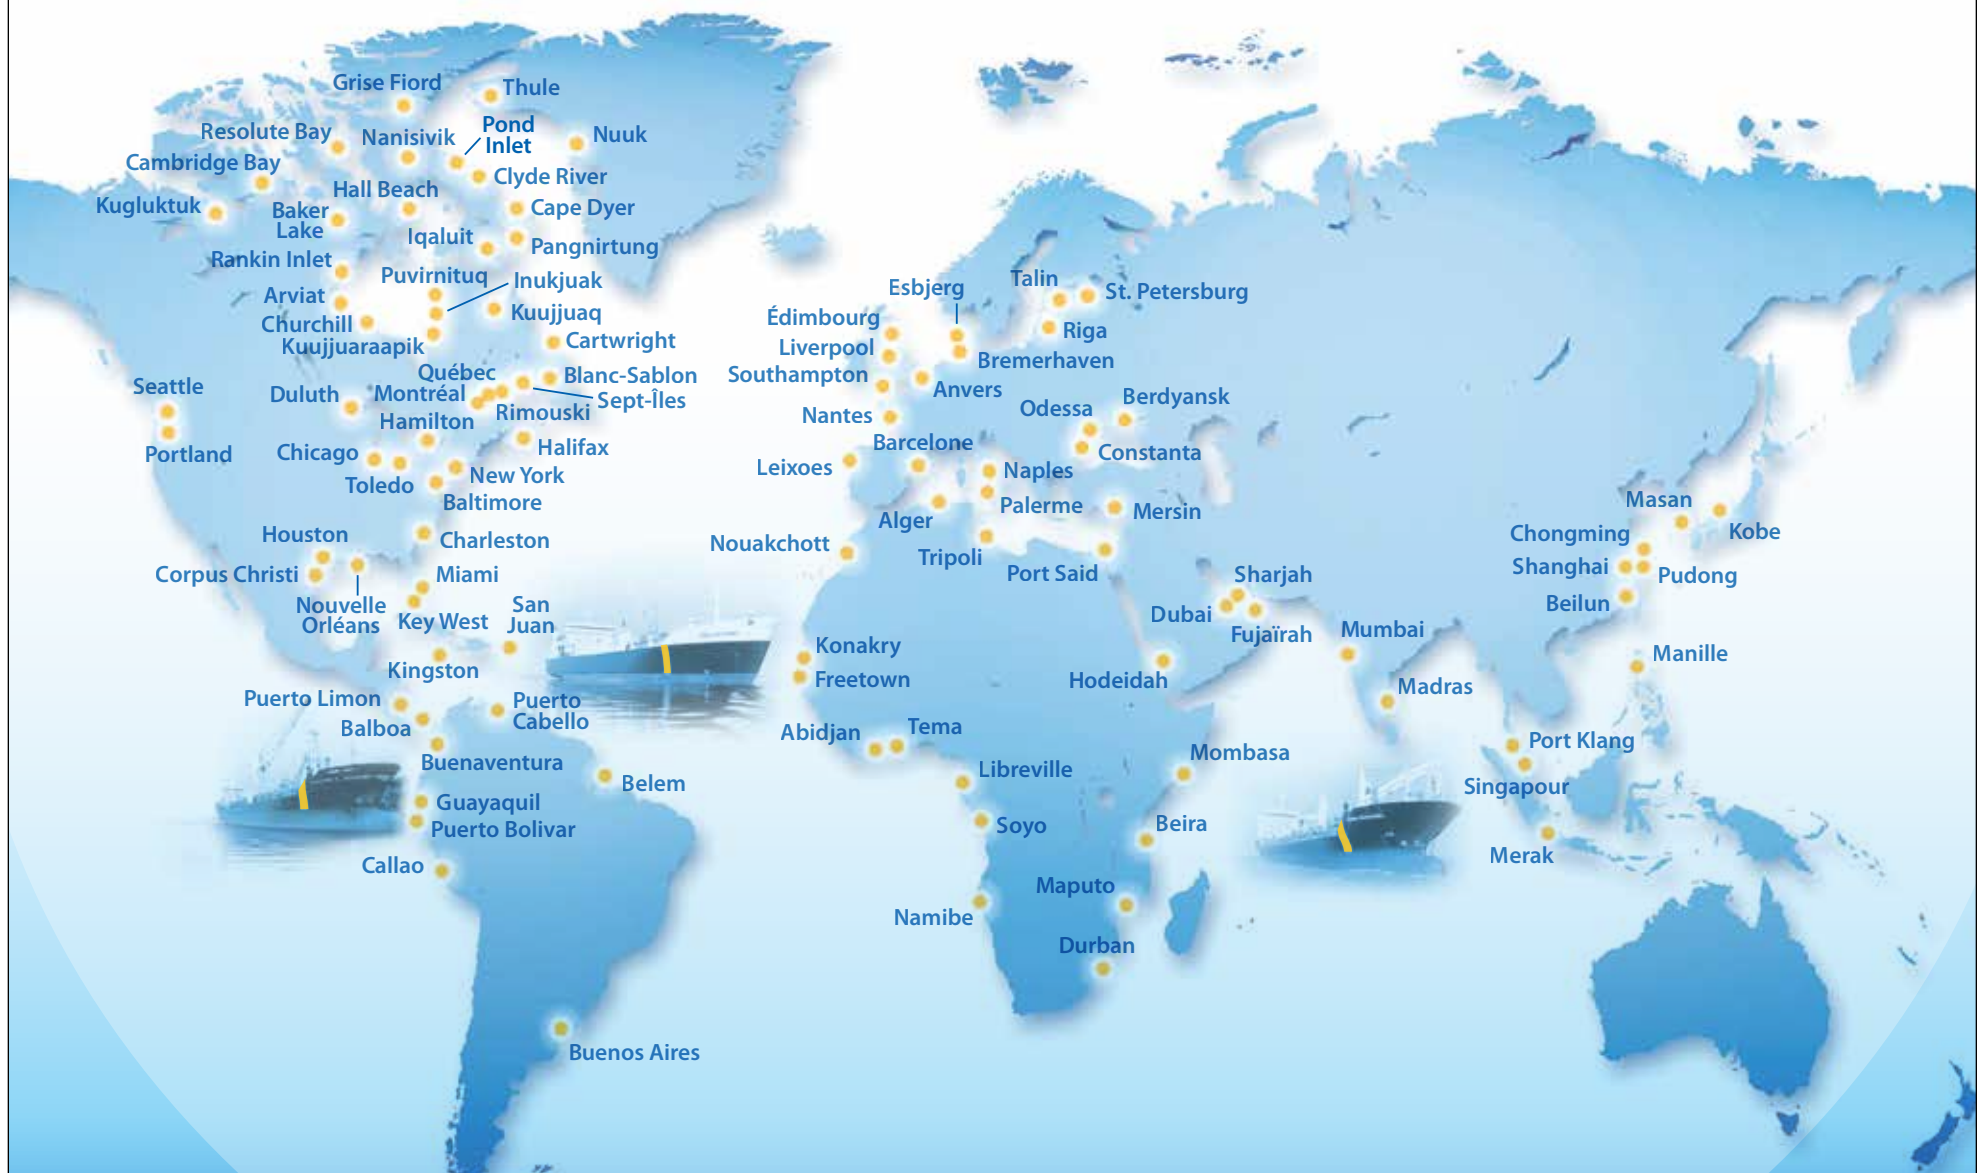 Grise Fiord
Thule
Resolute Bay
Nanisivik
Pond
Inlet
Nuuk
Cambridge Bay
Clyde River
Hall Beach
Kugluktuk
Baker
Lake
Cape Dyer
Iqaluit
Pangnirtung
Rankin Inlet
Puvirnituq
Inukjuak
Arviat
Kuujjuaq
Churchill
Kuujjuaraapik
Cartwright
Québec
Blanc-Sablon
Seattle
Duluth
Montréal
Sept-Îles
Rimouski
Hamilton
Halifax
Portland
Chicago
New York
Toledo
Baltimore
Houston
Charleston
Corpus Christi
Miami
Nouvelle
Orléans
Key West
San
Juan
Kingston
Puerto Limon
Puerto
Cabello
Balboa
Buenaventura
Belem
Guayaquil
Puerto Bolivar
Callao
Buenos Aires
Esbjerg
Talin
St. Petersburg
Édimbourg
Riga
Liverpool
Bremerhaven
Southampton
Anvers
Berdyansk
Nantes
Odessa
Barcelone
Constanta
Leixoes
Naples
Palerme
Mersin
Alger
Nouakchott
Tripoli
Port Said
Sharjah
Dubai
Fujaïrah
Konakry
Freetown
Hodeidah
Abidjan
Tema
Mombasa
Libreville
Soyo
Beira
Maputo
Namibe
Durban
Masan
Kobe
Chongming
Shanghai
Pudong
Beilun
Mumbai
Manille
Madras
Port Klang
Singapour
Merak